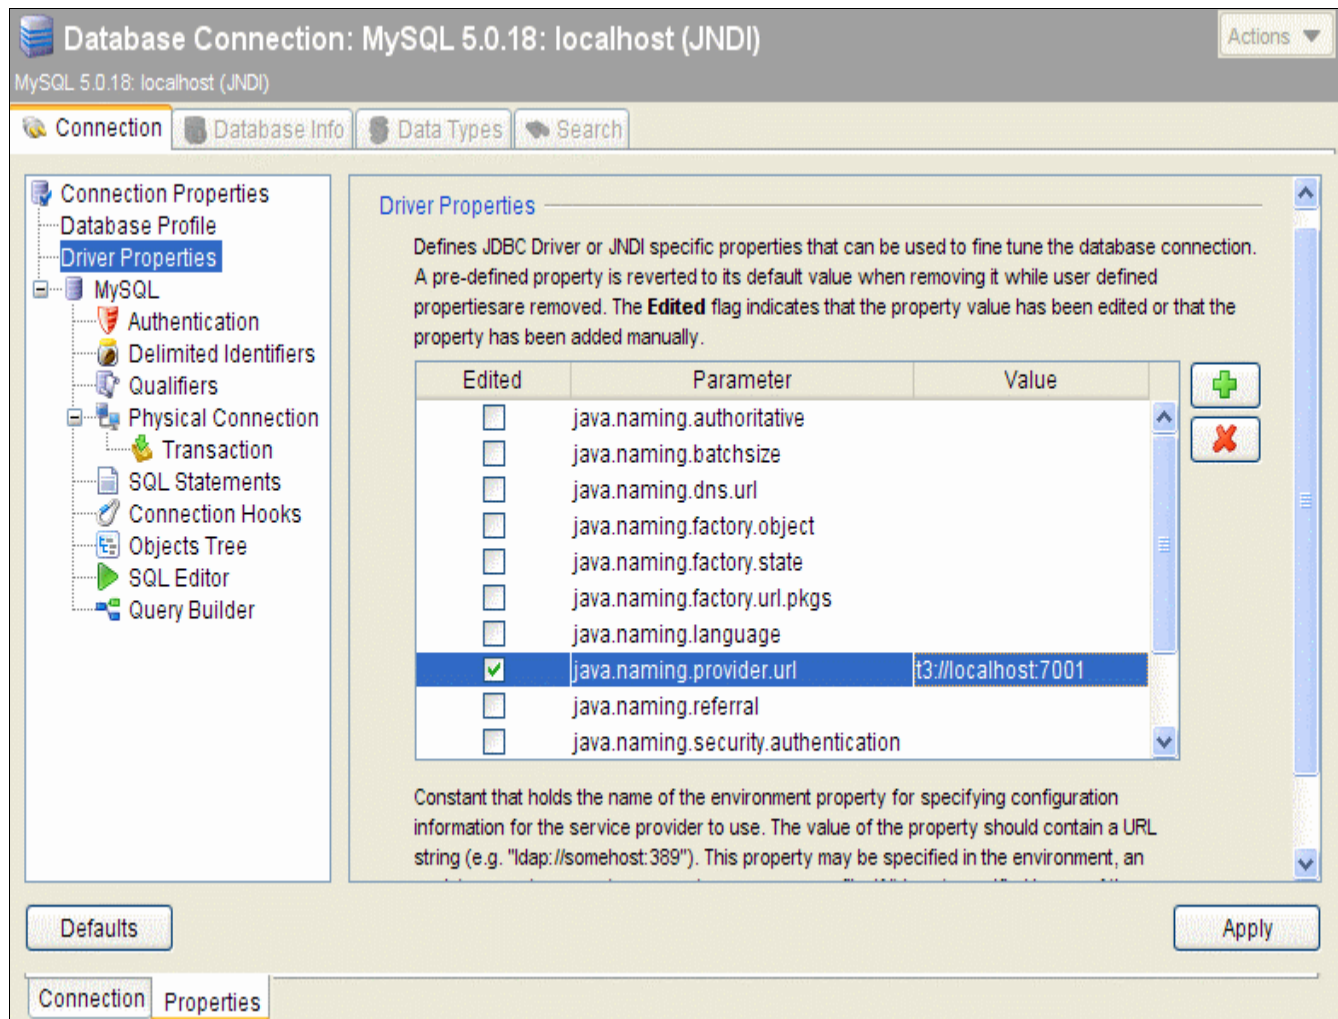 Database Connection: MySQL 5.0.18: localhost (JNDI)
Actions
MySQL 5.0.18: localhost (JNDI)
Connection
Database Info
Data Types
Search
Connection Properties
Database Profile
Driver Properties
MySQL
Authentication
Delimited Identifiers
Qualifiers
Physical Connection
Transaction
SQL Statements
Connection Hooks
Objects Tree
SQL Editor
Query Builder
Driver Properties
Defines JDBC Driver or JNDI specific properties that can be used to fine tune the database connection.
A pre-defined property is reverted to its default value when removing it while user defined
propertiesare removed. The Edited flag indicates that the property value has been edited or that the
property has been added manually.
Edited Parameter Value
java.naming.authoritative
java.naming.batchsize
java.naming.dns.url
java.naming.factory.object
java.naming.factory.state
java.naming.factory.url.pkgs
java.naming.language
java.naming.provider.url t3://localhost:7001
java.naming.referral
java.naming.security.authentication
Constant that holds the name of the environment property for specifying configuration
information for the service provider to use. The value of the property should contain a URL
string (e.g. "ldap://somehost:389"). This property may be specified in the environment, an
Defaults
Apply
Connection
Properties